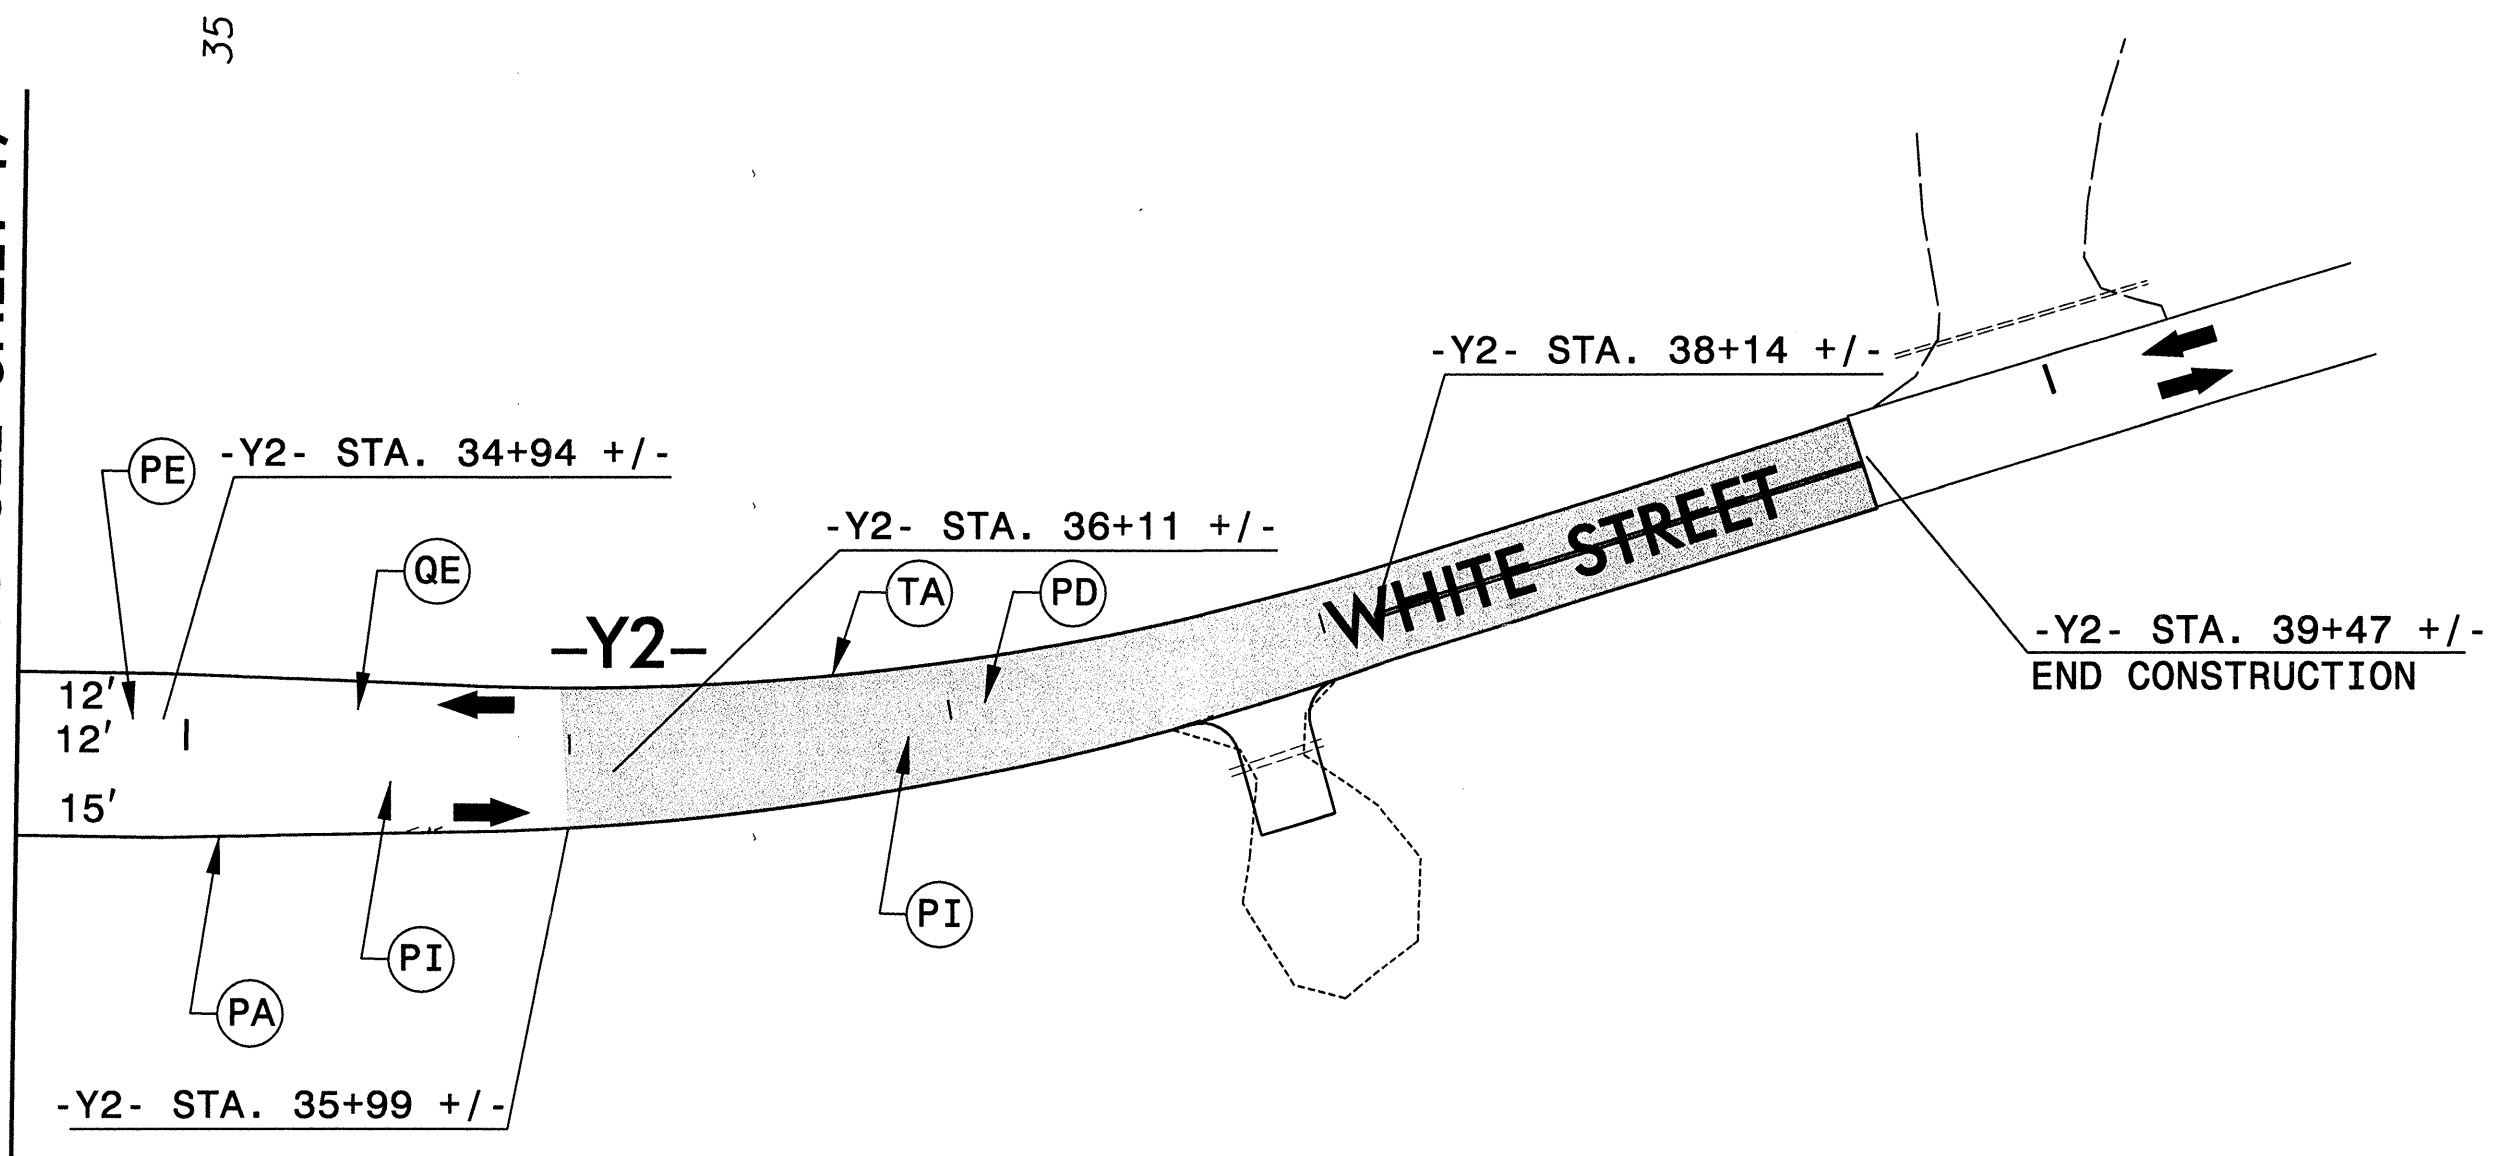 35
-Y2- STA. 38+14 +/-
PE
-Y2- STA. 34+94 +/-
-Y2- STA. 36+11 +/-
QE
TA
PD
WHITE STREET
-Y2-
-Y2- STA. 39+47 +/-
END CONSTRUCTION
12'
12'
15'
PI
PI
PA
-Y2- STA. 35+99 +/-